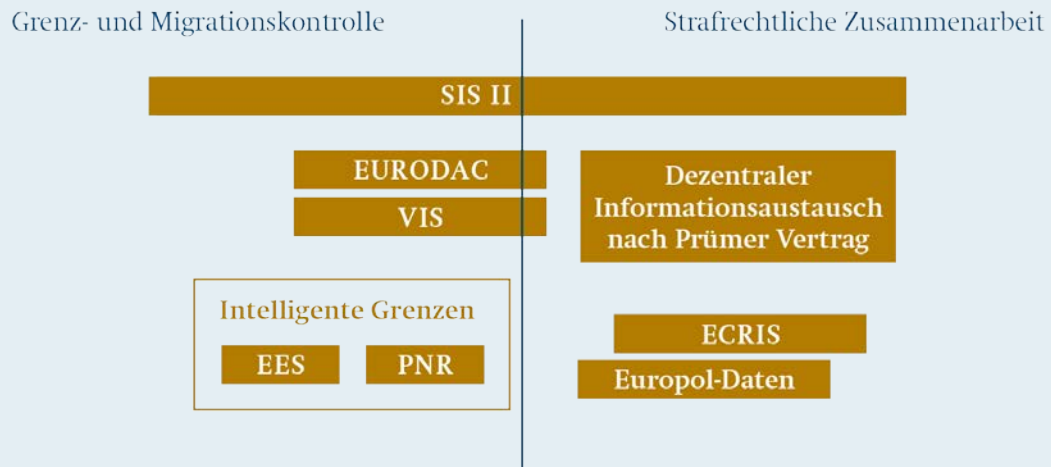 Grenz- und Migrationskontrolle
Strafrechtliche Zusammenarbeit
SIS II
EURODAC
VIS
Dezentraler
Informationsaustausch
nach Prümer Vertrag
Intelligente Grenzen
EES
PNR
ECRIS
Europol-Daten